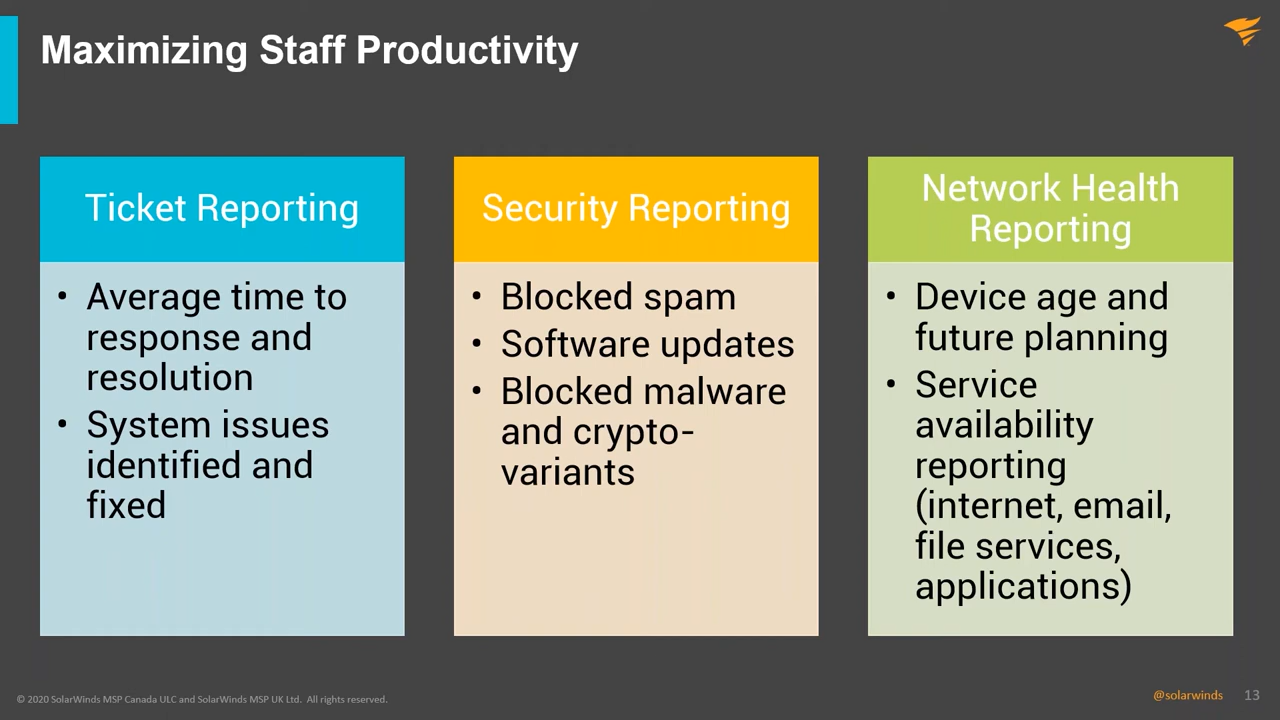 Maximizing Staff Productivity
Ticket Reporting
• Average time to
response and
resolution
• System issues
identified and
fixed
Security Reporting
• Blocked spam
• Software updates
• Blocked malware
and crypto-
variants
Network Health
Reporting
• Device age and
future planning
• Service
availability
reporting
(internet, email,
file services,
applications)
© 2020 SolarWinds MSP Canada ULC and SolarWinds MSP UK Ltd. All rights reserved.
@solarwinds
13